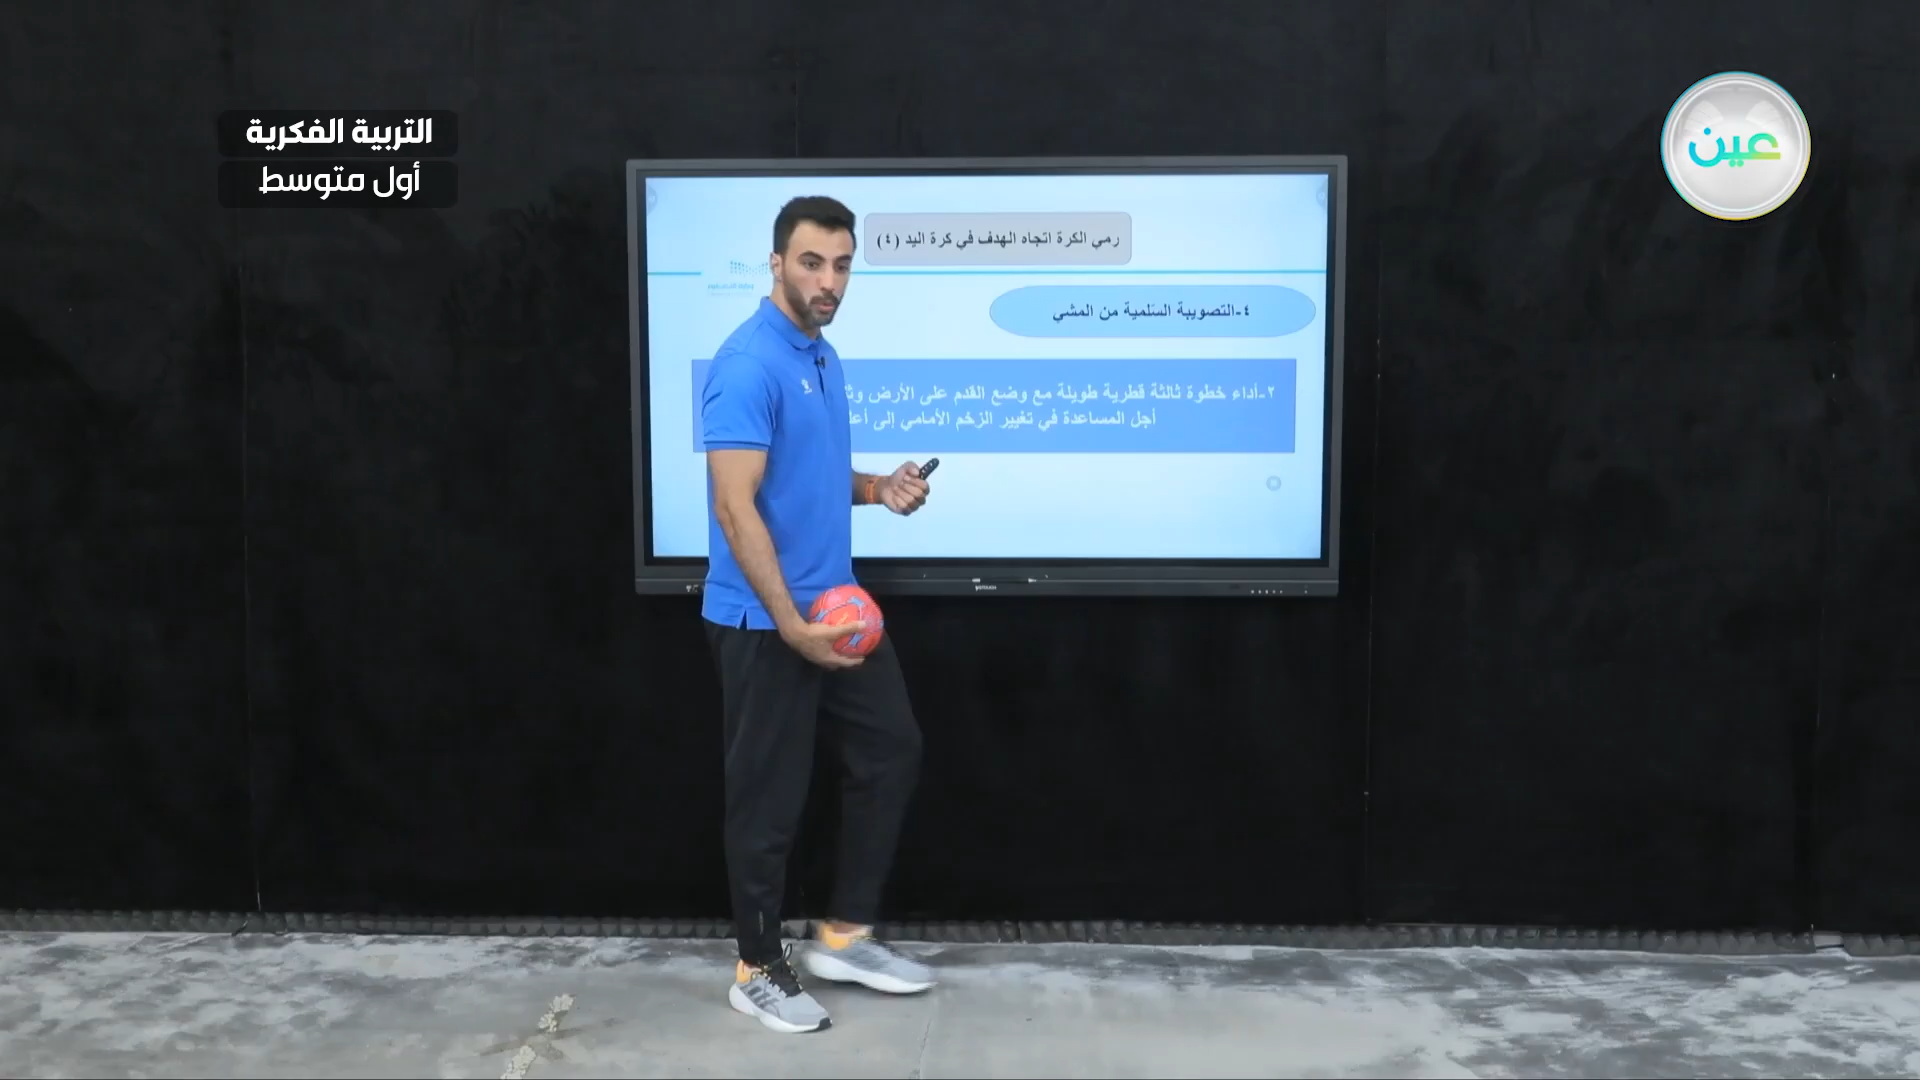 التربية الفكرية
أول متوسط
عين
رمي الكرة اتجاه الهدف في كرة اليد (٤)
٤-التصويبة السلمية من المشي
٢-أداء خطوة ثالثة قطرية طويلة مع وضع القدم على الأرض
أجل المساعدة في تغيير الزخم الأمامي إلى